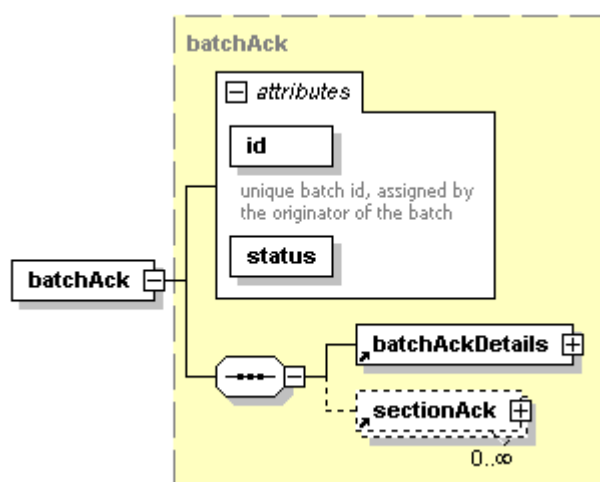 batchAck
attributes
id
unique batch id, assigned by
the originator of the batch
status
batchAck
batchAckDetails
sectionAck
0..∞